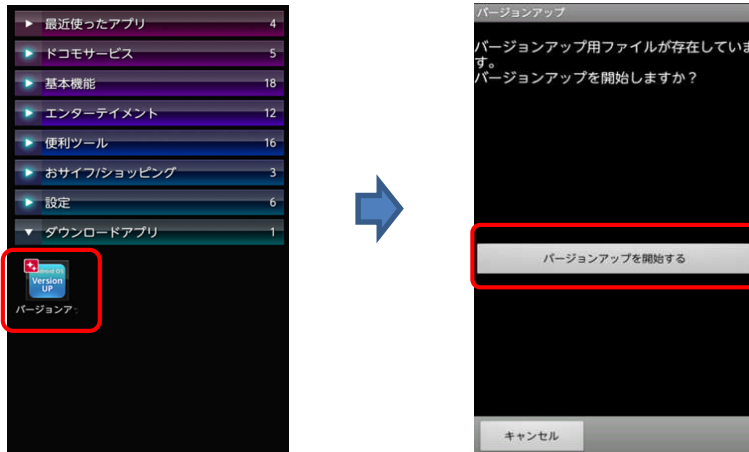 最近使ったアプリ 4
ドコモサービス 5
基本機能 18
エンターテイメント 12
便利ツール 16
おサイフ/ショッピング 3
設定 6
ダウンロードアプリ 1
Android OS
Version
UP
バージョンア
バージョンアップ
バージョンアップ用ファイルが存在していま
す。
バージョンアップを開始しますか？
バージョンアップを開始する
キャンセル